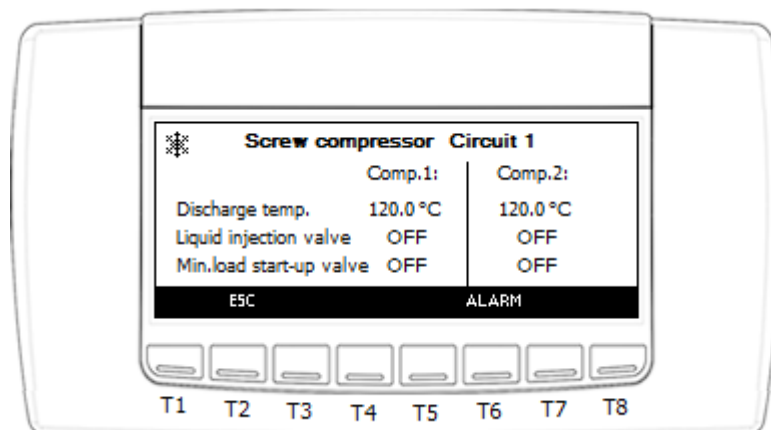 Screw compressor Circuit 1
Comp.1: Comp.2:
Discharge temp. 120.0 °C 120.0 °C
Liquid injection valve OFF OFF
Min.load start-up valve OFF OFF
ESC ALARM
T1 T2 T3 T4 T5 T6 T7 T8